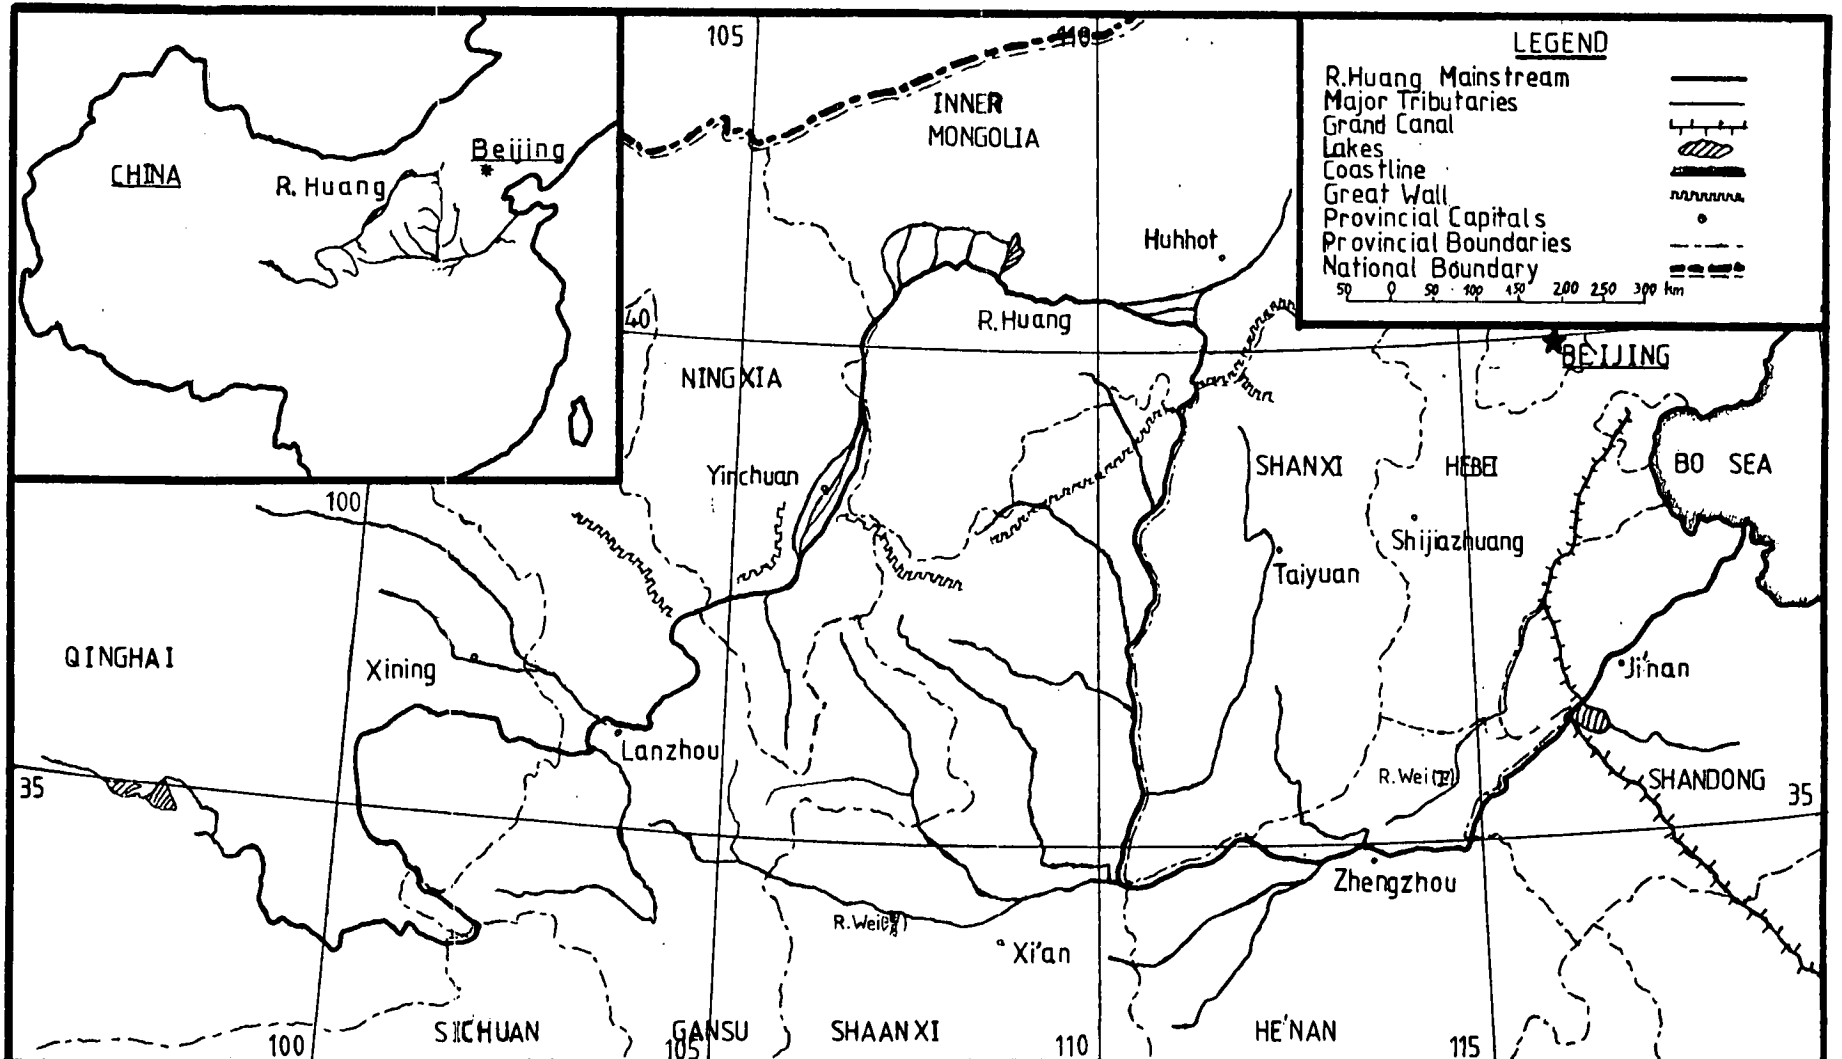 CHINA
Beijing
R. Huang
105
110
INNER
MONGOLIA
LEGEND
R.Huang Mainstream
Major Tributaries
Grand Canal
Lakes
Coastline
Great Wall
Provincial Capitals
Provincial Boundaries
National Boundary
50 0 50 100 150 200 250 300 km
Huhhot
R.Huang
40
NINGXIA
BEIJING
Yinchuan
SHANXI
HEBEI
BO SEA
100
Shijiazhuang
Taiyuan
QINGHAI
Xining
Ji'nan
Lanzhou
R.Wei
SHANDONG
35
35
Zhengzhou
R.Wei
Xi'an
SICHUAN
GANSU
SHAANXI
HE'NAN
100
105
110
115